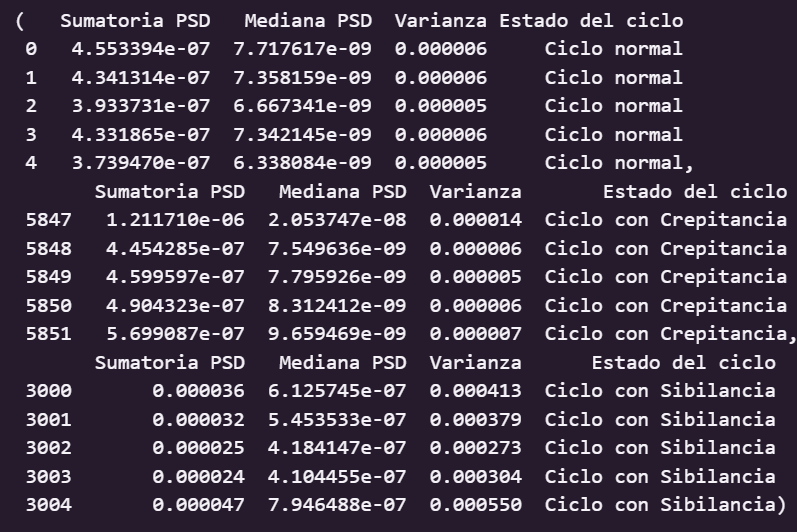 (   Sumatoria PSD   Mediana PSD  Varianza Estado del ciclo
 0   4.553394e-07  7.717617e-09  0.000006     Ciclo normal
 1   4.341314e-07  7.358159e-09  0.000006     Ciclo normal
 2   3.933731e-07  6.667341e-09  0.000005     Ciclo normal
 3   4.331865e-07  7.342145e-09  0.000006     Ciclo normal
 4   3.739470e-07  6.338084e-09  0.000005     Ciclo normal,
       Sumatoria PSD   Mediana PSD  Varianza       Estado del ciclo
 5847   1.211710e-06  2.053747e-08  0.000014  Ciclo con Crepitancia
 5848   4.454285e-07  7.549636e-09  0.000006  Ciclo con Crepitancia
 5849   4.599597e-07  7.795926e-09  0.000005  Ciclo con Crepitancia
 5850   4.904323e-07  8.312412e-09  0.000006  Ciclo con Crepitancia
 5851   5.699087e-07  9.659469e-09  0.000007  Ciclo con Crepitancia,
       Sumatoria PSD   Mediana PSD  Varianza      Estado del ciclo
 3000       0.000036  6.125745e-07  0.000413  Ciclo con Sibilancia
 3001       0.000032  5.453533e-07  0.000379  Ciclo con Sibilancia
 3002       0.000025  4.184147e-07  0.000273  Ciclo con Sibilancia
 3003       0.000024  4.104455e-07  0.000304  Ciclo con Sibilancia
 3004       0.000047  7.946488e-07  0.000550  Ciclo con Sibilancia)